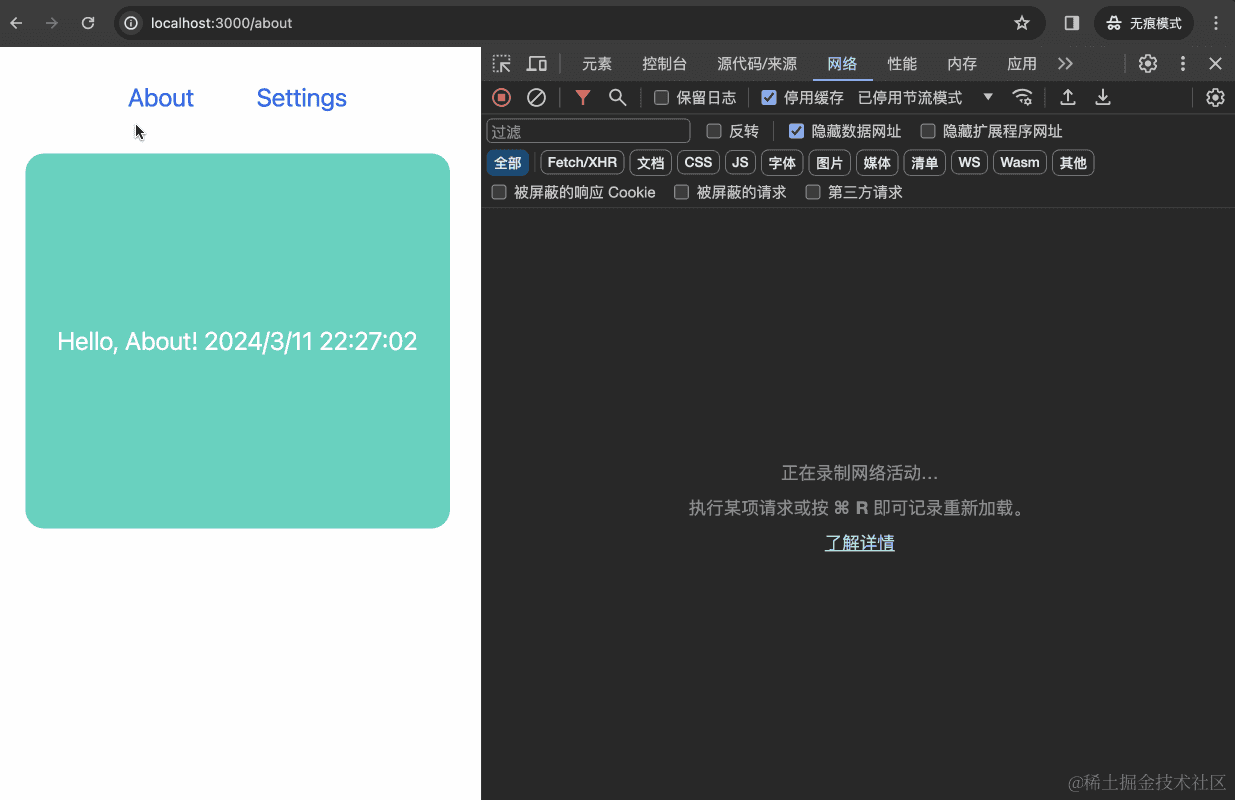 localhost:3000/about
无痕模式
About Settings
Hello, About! 2024/3/11 22:27:02
元素 控制台 源代码/来源 网络 性能 内存 应用
保留日志 停用缓存 已停用节流模式
过滤 反转 隐藏数据网址 隐藏扩展程序网址
全部 Fetch/XHR 文档 CSS JS 字体 图片 媒体 清单 WS Wasm 其他
被屏蔽的响应 Cookie 被屏蔽的请求 第三方请求
正在录制网络活动…
执行某项请求或按 ⌘ R 即可记录重新加载。
了解详情
@稀土掘金技术社区